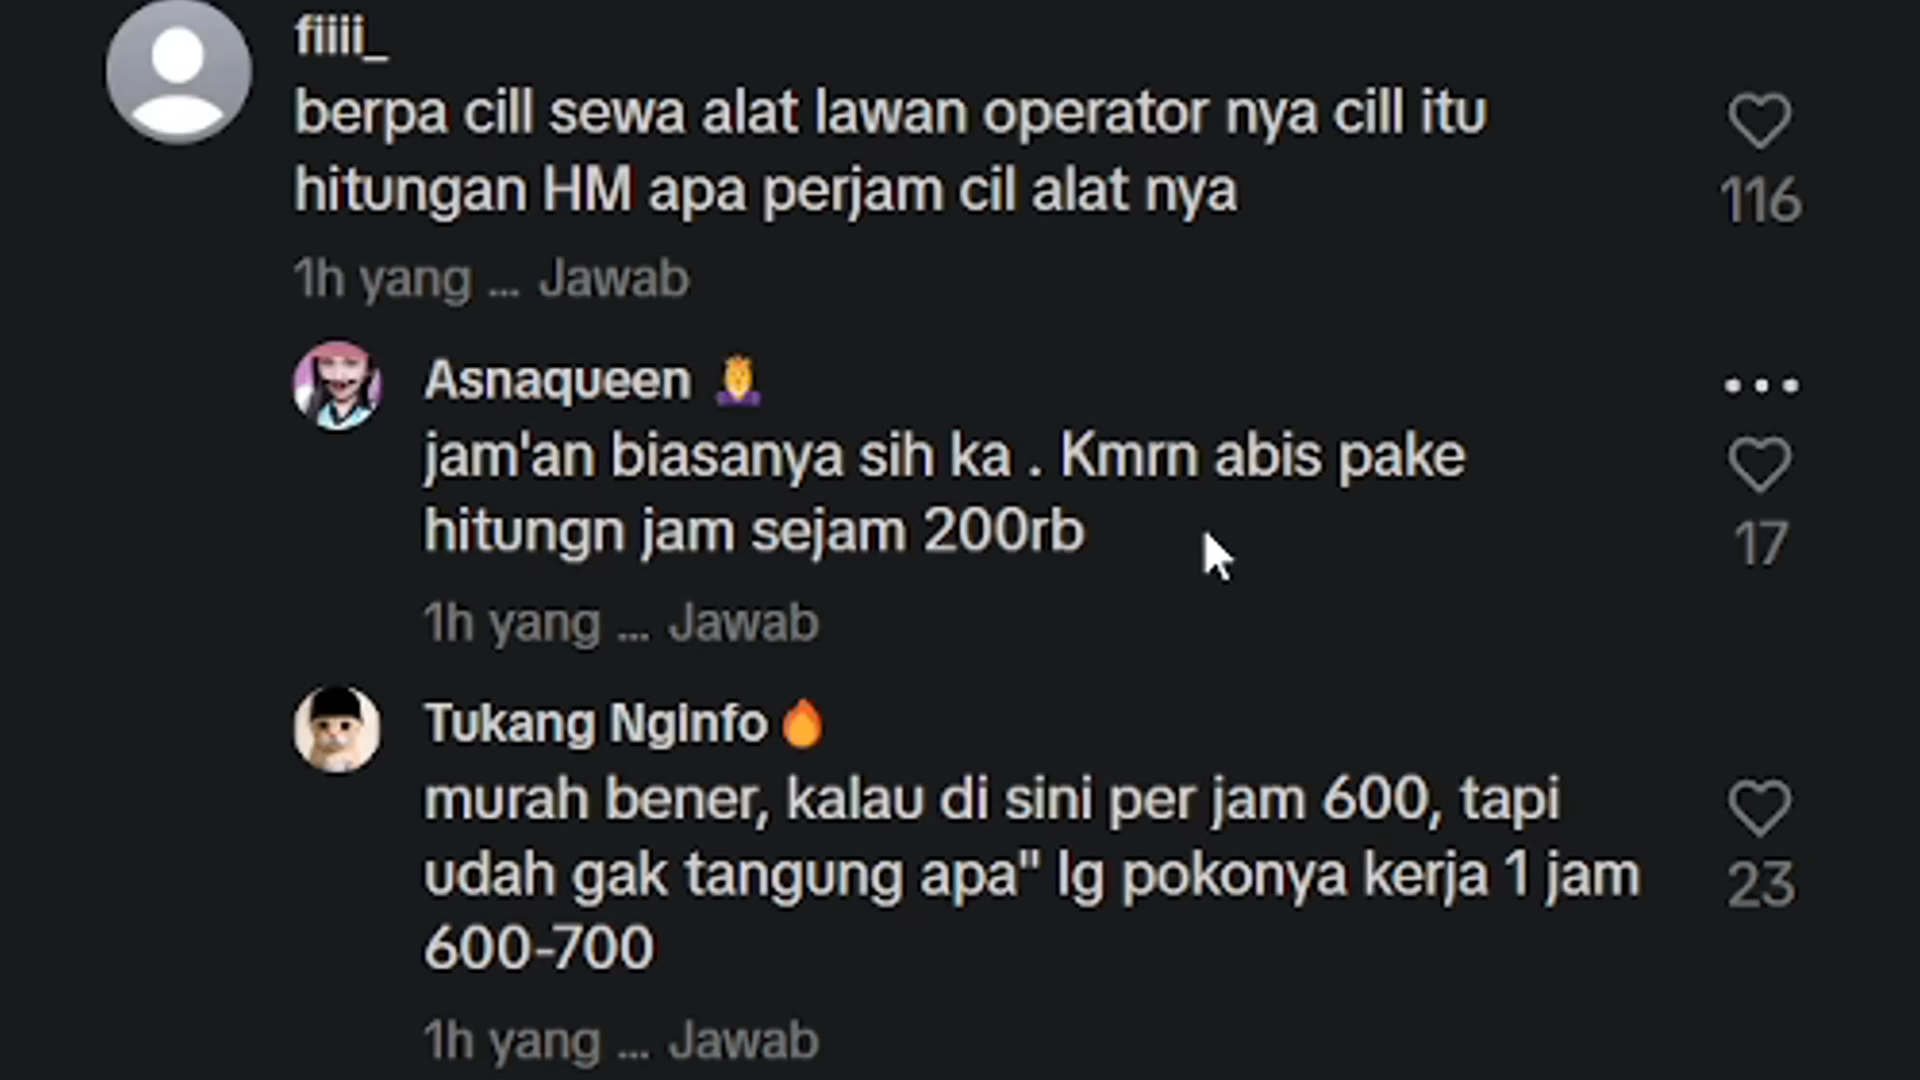 fiiii_
berpa cill sewa alat lawan operator nya cill itu
hitungan HM apa perjam cil alat nya
116
1h yang ... Jawab
Asnaqueen
jam'an biasanya sih ka . Kmrn abis pake
hitungn jam sejam 200rb
17
1h yang ... Jawab
Tukang Nginfo
murah bener, kalau di sini per jam 600, tapi
udah gak tangung apa" lg pokonya kerja 1 jam
600-700
23
1h yang ... Jawab